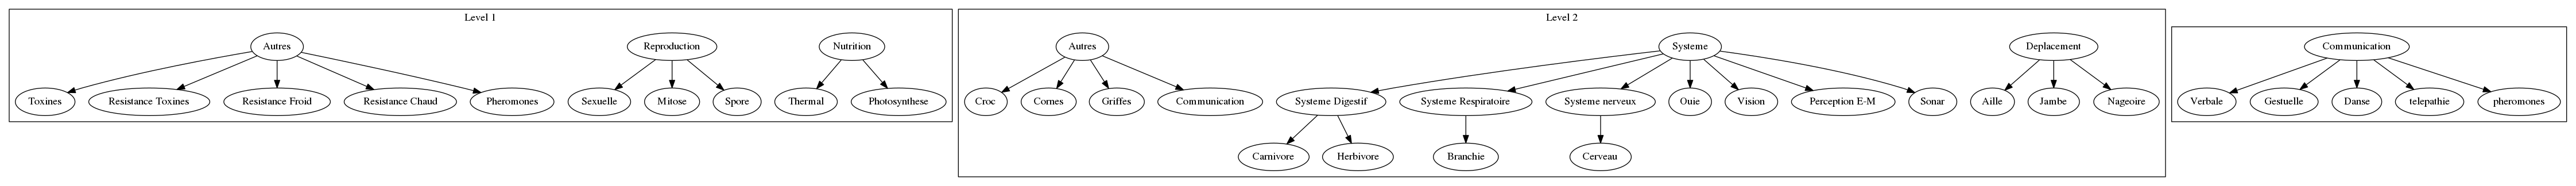 Level 1
Level 2
Autres
Reproduction
Nutrition
Autres
Systeme
Deplacement
Communication
Toxines
Resistance Toxines
Resistance Froid
Resistance Chaud
Pheromones
Sexuelle
Mitose
Spore
Thermal
Photosynthese
Croc
Cornes
Griffes
Communication
Systeme Digestif
Systeme Respiratoire
Systeme nerveux
Ouie
Vision
Perception E-M
Sonar
Aille
Jambe
Nageoire
Verbale
Gestuelle
Danse
telepathie
pheromones
Carnivore
Herbivore
Branchie
Cerveau